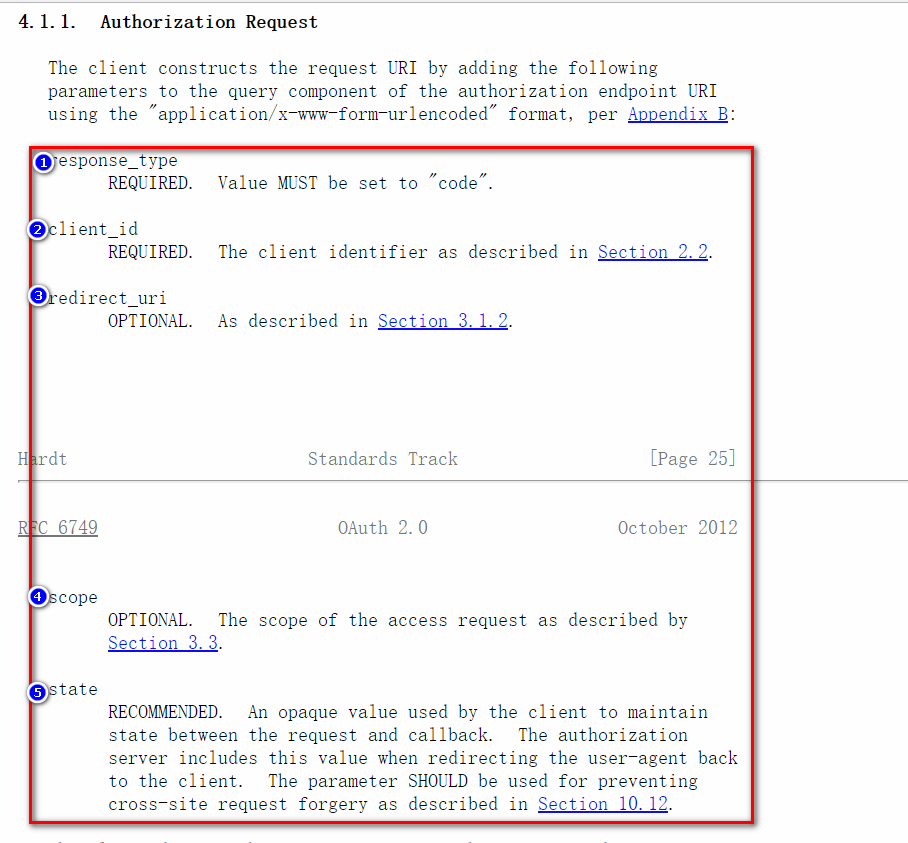 4.1.1. Authorization Request
The client constructs the request URI by adding the following
parameters to the query component of the authorization endpoint URI
using the "application/x-www-form-urlencoded" format, per Appendix B:
1 response_type
REQUIRED. Value MUST be set to "code".
2 client_id
REQUIRED. The client identifier as described in Section 2.2.
3 redirect_uri
OPTIONAL. As described in Section 3.1.2.
Hardt Standards Track [Page 25]
RFC 6749 OAuth 2.0 October 2012
4 scope
OPTIONAL. The scope of the access request as described by
Section 3.3.
5 state
RECOMMENDED. An opaque value used by the client to maintain
state between the request and callback. The authorization
server includes this value when redirecting the user-agent back
to the client. The parameter SHOULD be used for preventing
cross-site request forgery as described in Section 10.12.